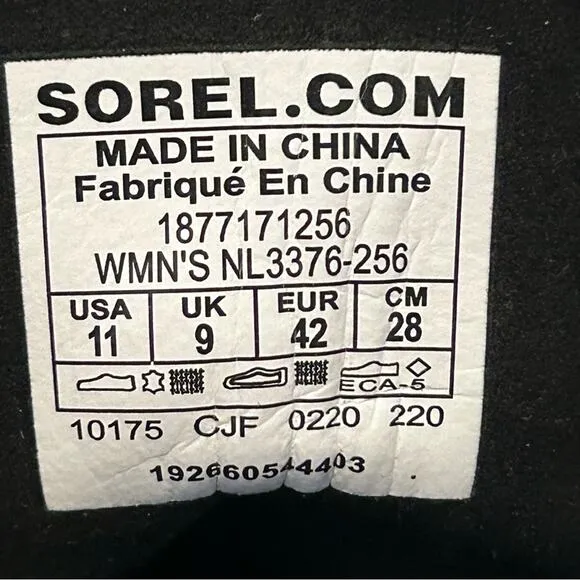 SOREL.COM
MADE IN CHINA
Fabriqué En Chine
1877171256
WMN'S NL3376-256
USA UK EUR CM
11 9 42 28
ECA-5
10175 CJF 0220 220
192660544403